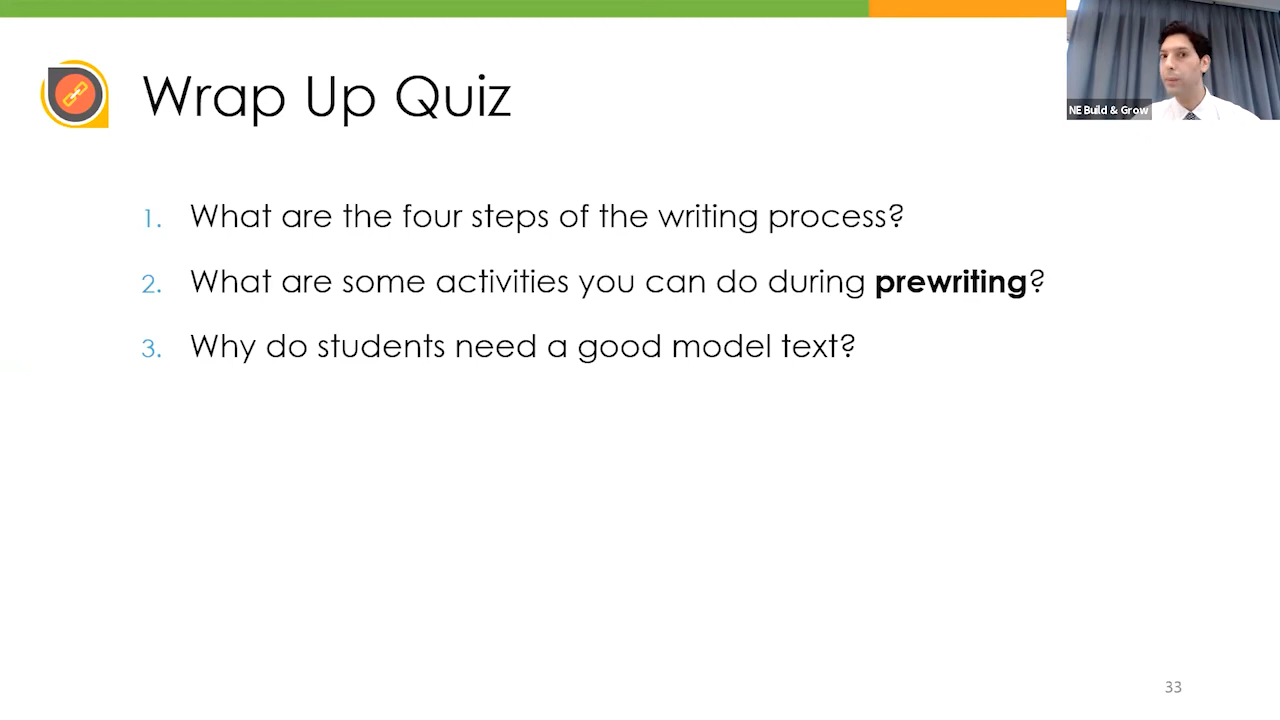 NE Build & Grow
Wrap Up Quiz
1. What are the four steps of the writing process?
2. What are some activities you can do during prewriting?
3. Why do students need a good model text?
33